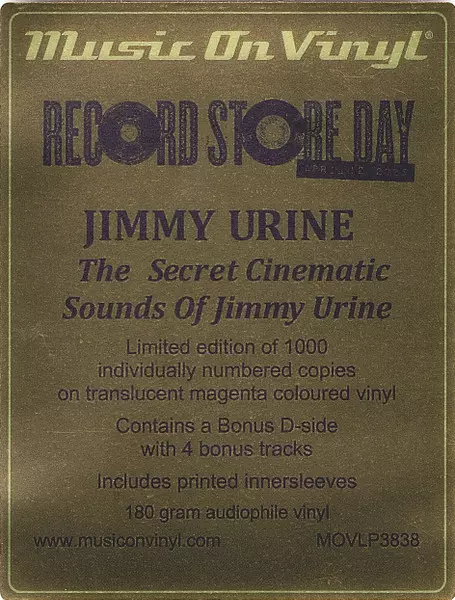 Music On Vinyl®
RECORD STORE DAY
JIMMY URINE
The Secret Cinematic
Sounds Of Jimmy Urine
Limited edition of 1000
individually numbered copies
on translucent magenta coloured vinyl
Contains a Bonus D-side
with 4 bonus tracks
Includes printed innersleeves
180 gram audiophile vinyl
www.musiconvinyl.com MOVLP3838